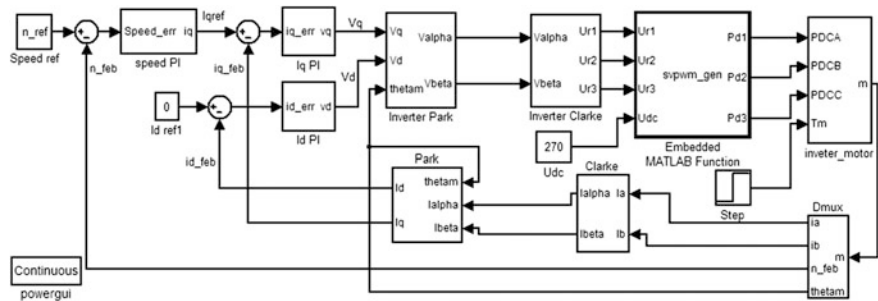 n_ref
Speed ref
n_feb
Speed_err iq
speed PI
Iqref
iq_feb
iq_err vq
Iq PI
Vq
Vd
0
Id ref1
id_feb
id_err vd
Id PI
Vq
Vd
thetam
Valpha
Vbeta
Inverter Park
Valpha
Vbeta
Ur1
Ur2
Ur3
Inverter Clarke
270
Udc
Ur1
Ur2
Ur3
Udc
svpwm_gen
Pd1
Pd2
Pd3
Embedded
MATLAB Function
PDCA
PDCB
PDCC
Tm
m
inveter_motor
Step
Park
thetam
Id
Ialpha
Iq
Ibeta
Clarke
Ialpha Ia
Ibeta Ib
Dmux
ia
ib
m
n_feb
thetam
Continuous
powergui